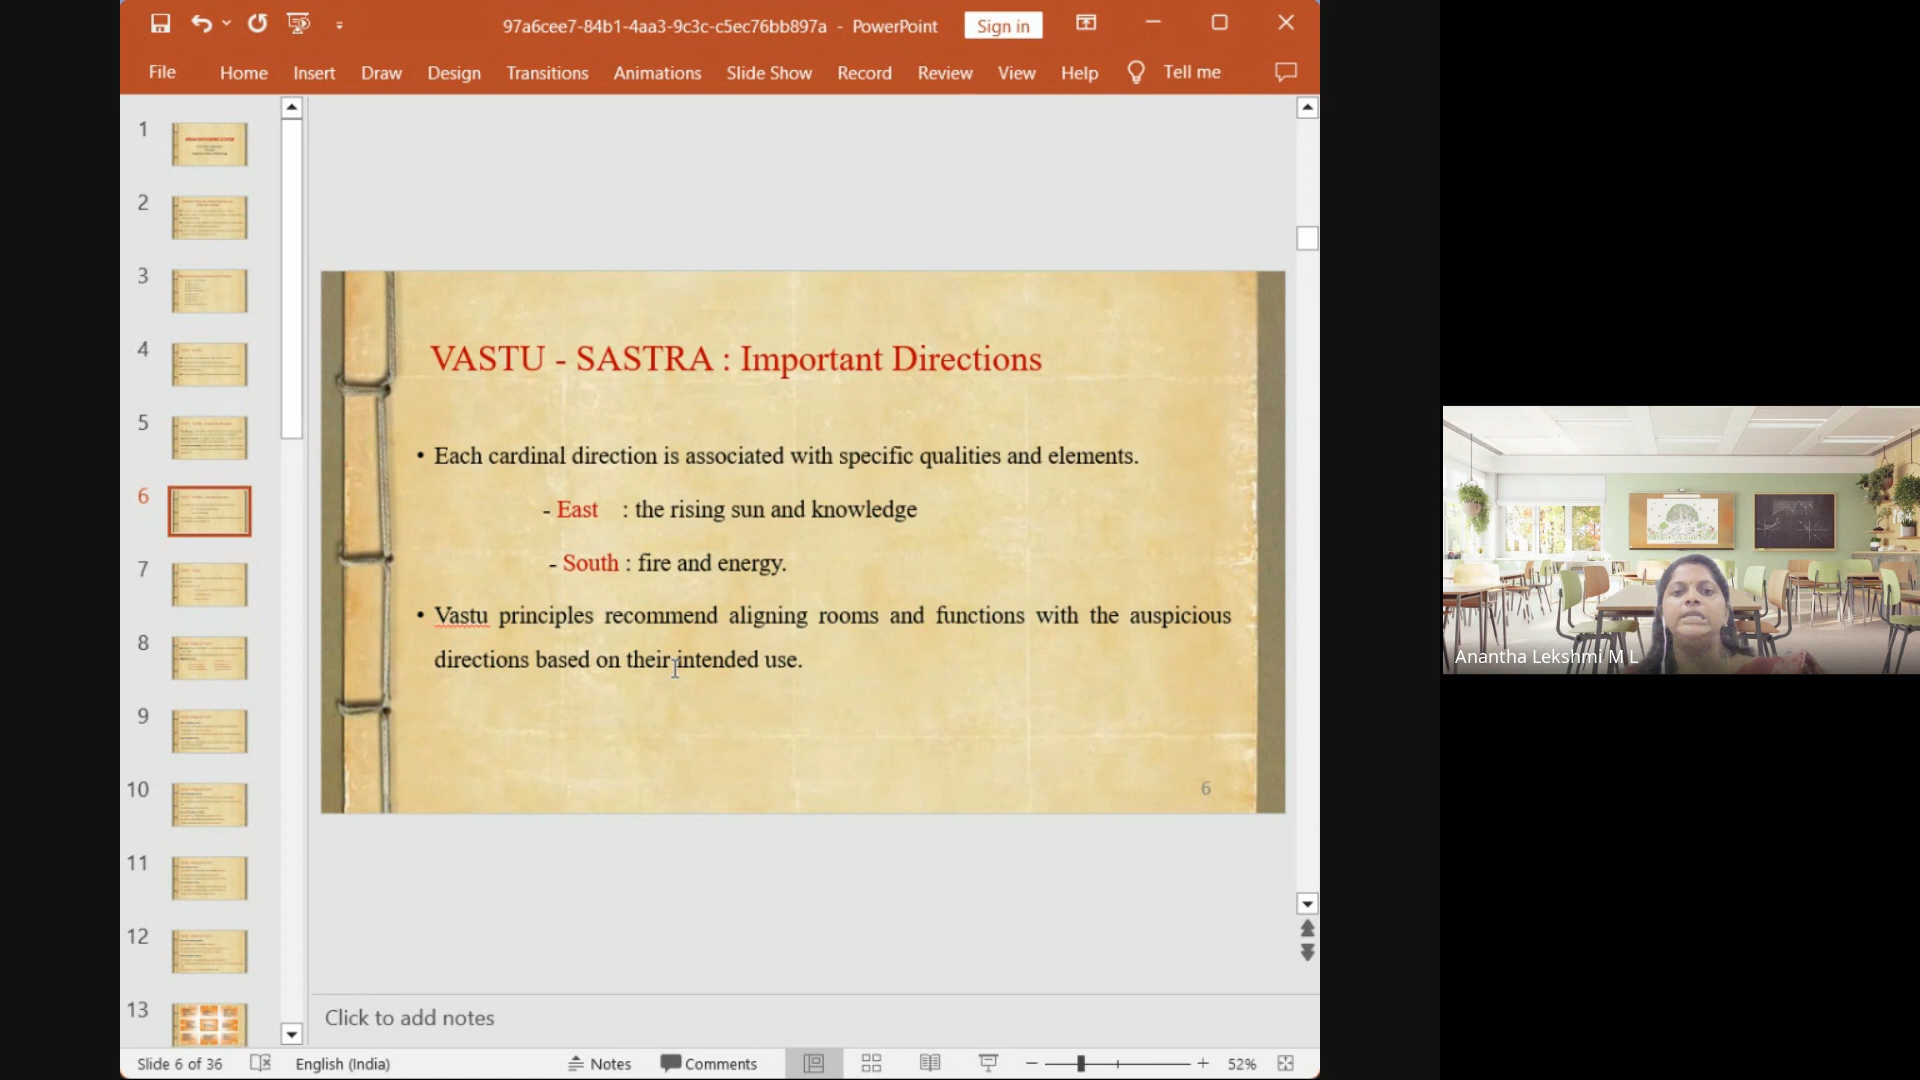 97a6cee7-84b1-4aa3-9c3c-c5ec76bb897a - PowerPoint
Sign in
File Home Insert Draw Design Transitions Animations Slide Show Record Review View Help Tell me
1
2
3
4
5
6
7
8
9
10
11
12
13
VASTU - SASTRA : Important Directions
• Each cardinal direction is associated with specific qualities and elements.
- East : the rising sun and knowledge
- South : fire and energy.
• Vastu principles recommend aligning rooms and functions with the auspicious
directions based on their intended use.
6
Click to add notes
Slide 6 of 36 English (India) Notes Comments 52%
Anantha Lekshmi M L